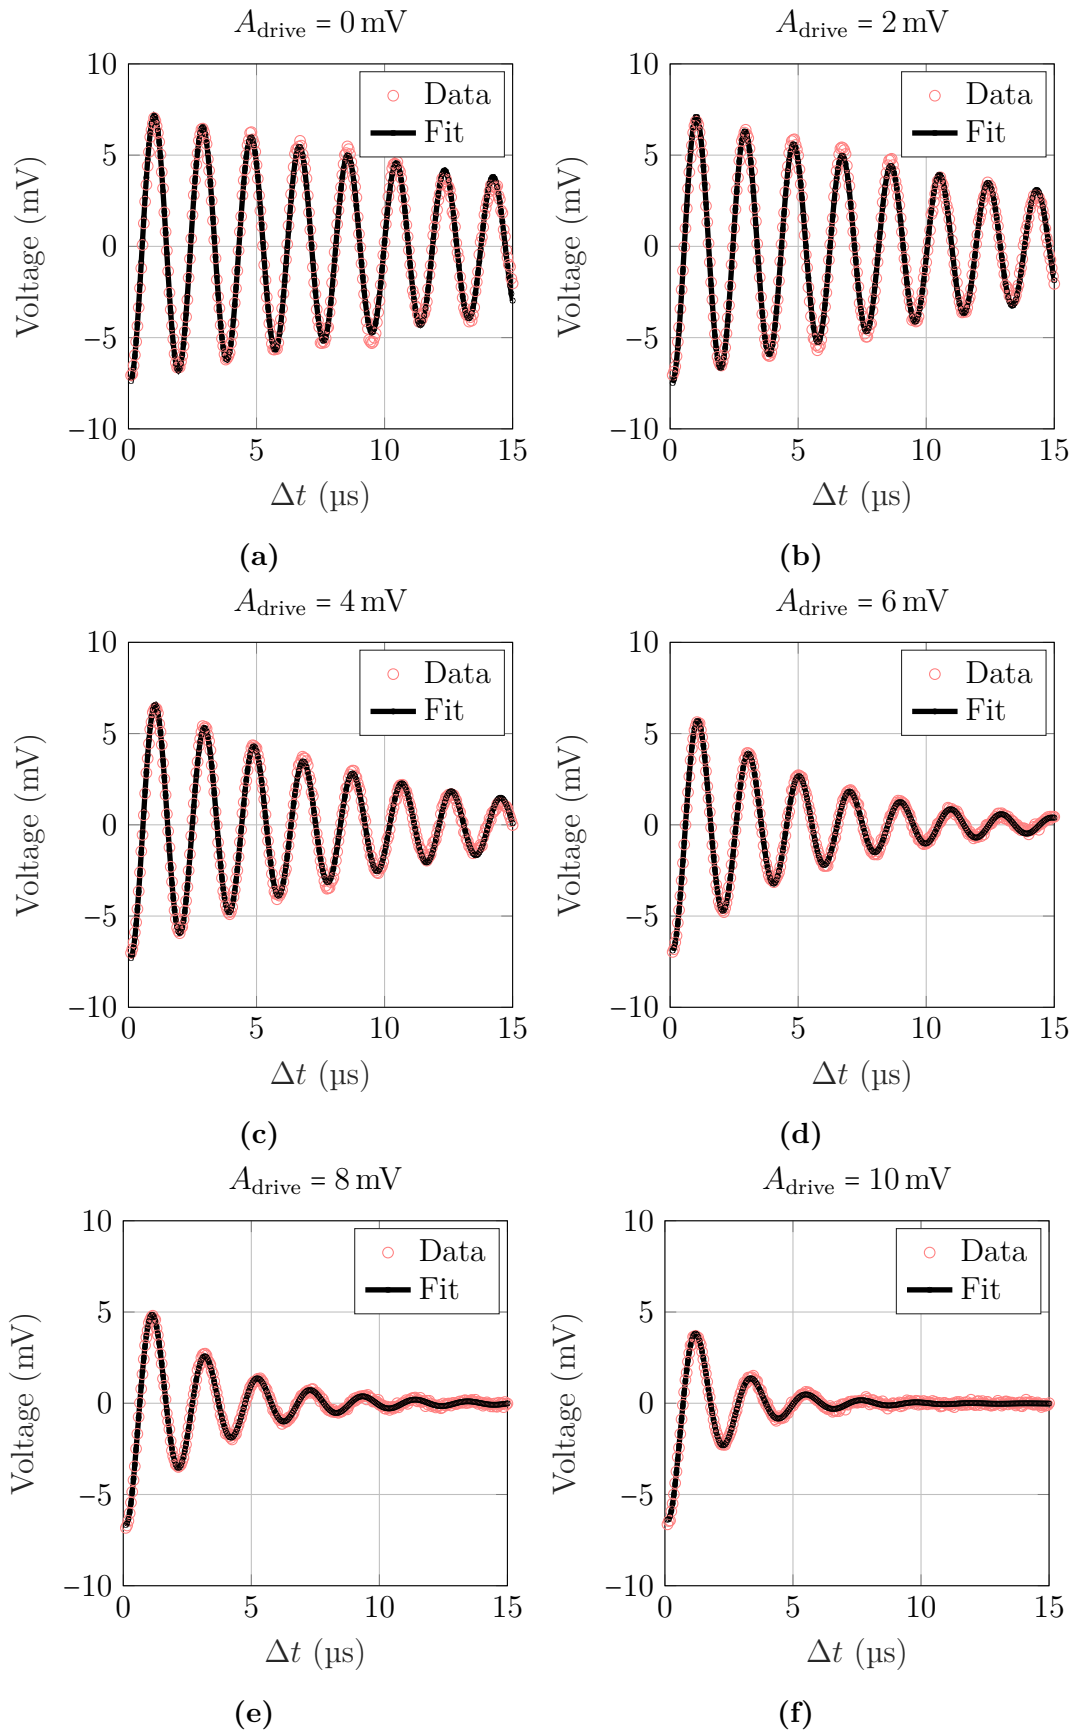 A_drive = 0 mV
10
5
0
−5
−10
0 5 10 15
Voltage (mV)
Δt (µs)
Data
Fit
(a)
A_drive = 2 mV
10
5
0
−5
−10
0 5 10 15
Voltage (mV)
Δt (µs)
Data
Fit
(b)
A_drive = 4 mV
10
5
0
−5
−10
0 5 10 15
Voltage (mV)
Δt (µs)
Data
Fit
(c)
A_drive = 6 mV
10
5
0
−5
−10
0 5 10 15
Voltage (mV)
Δt (µs)
Data
Fit
(d)
A_drive = 8 mV
10
5
0
−5
−10
0 5 10 15
Voltage (mV)
Δt (µs)
Data
Fit
(e)
A_drive = 10 mV
10
5
0
−5
−10
0 5 10 15
Voltage (mV)
Δt (µs)
Data
Fit
(f)